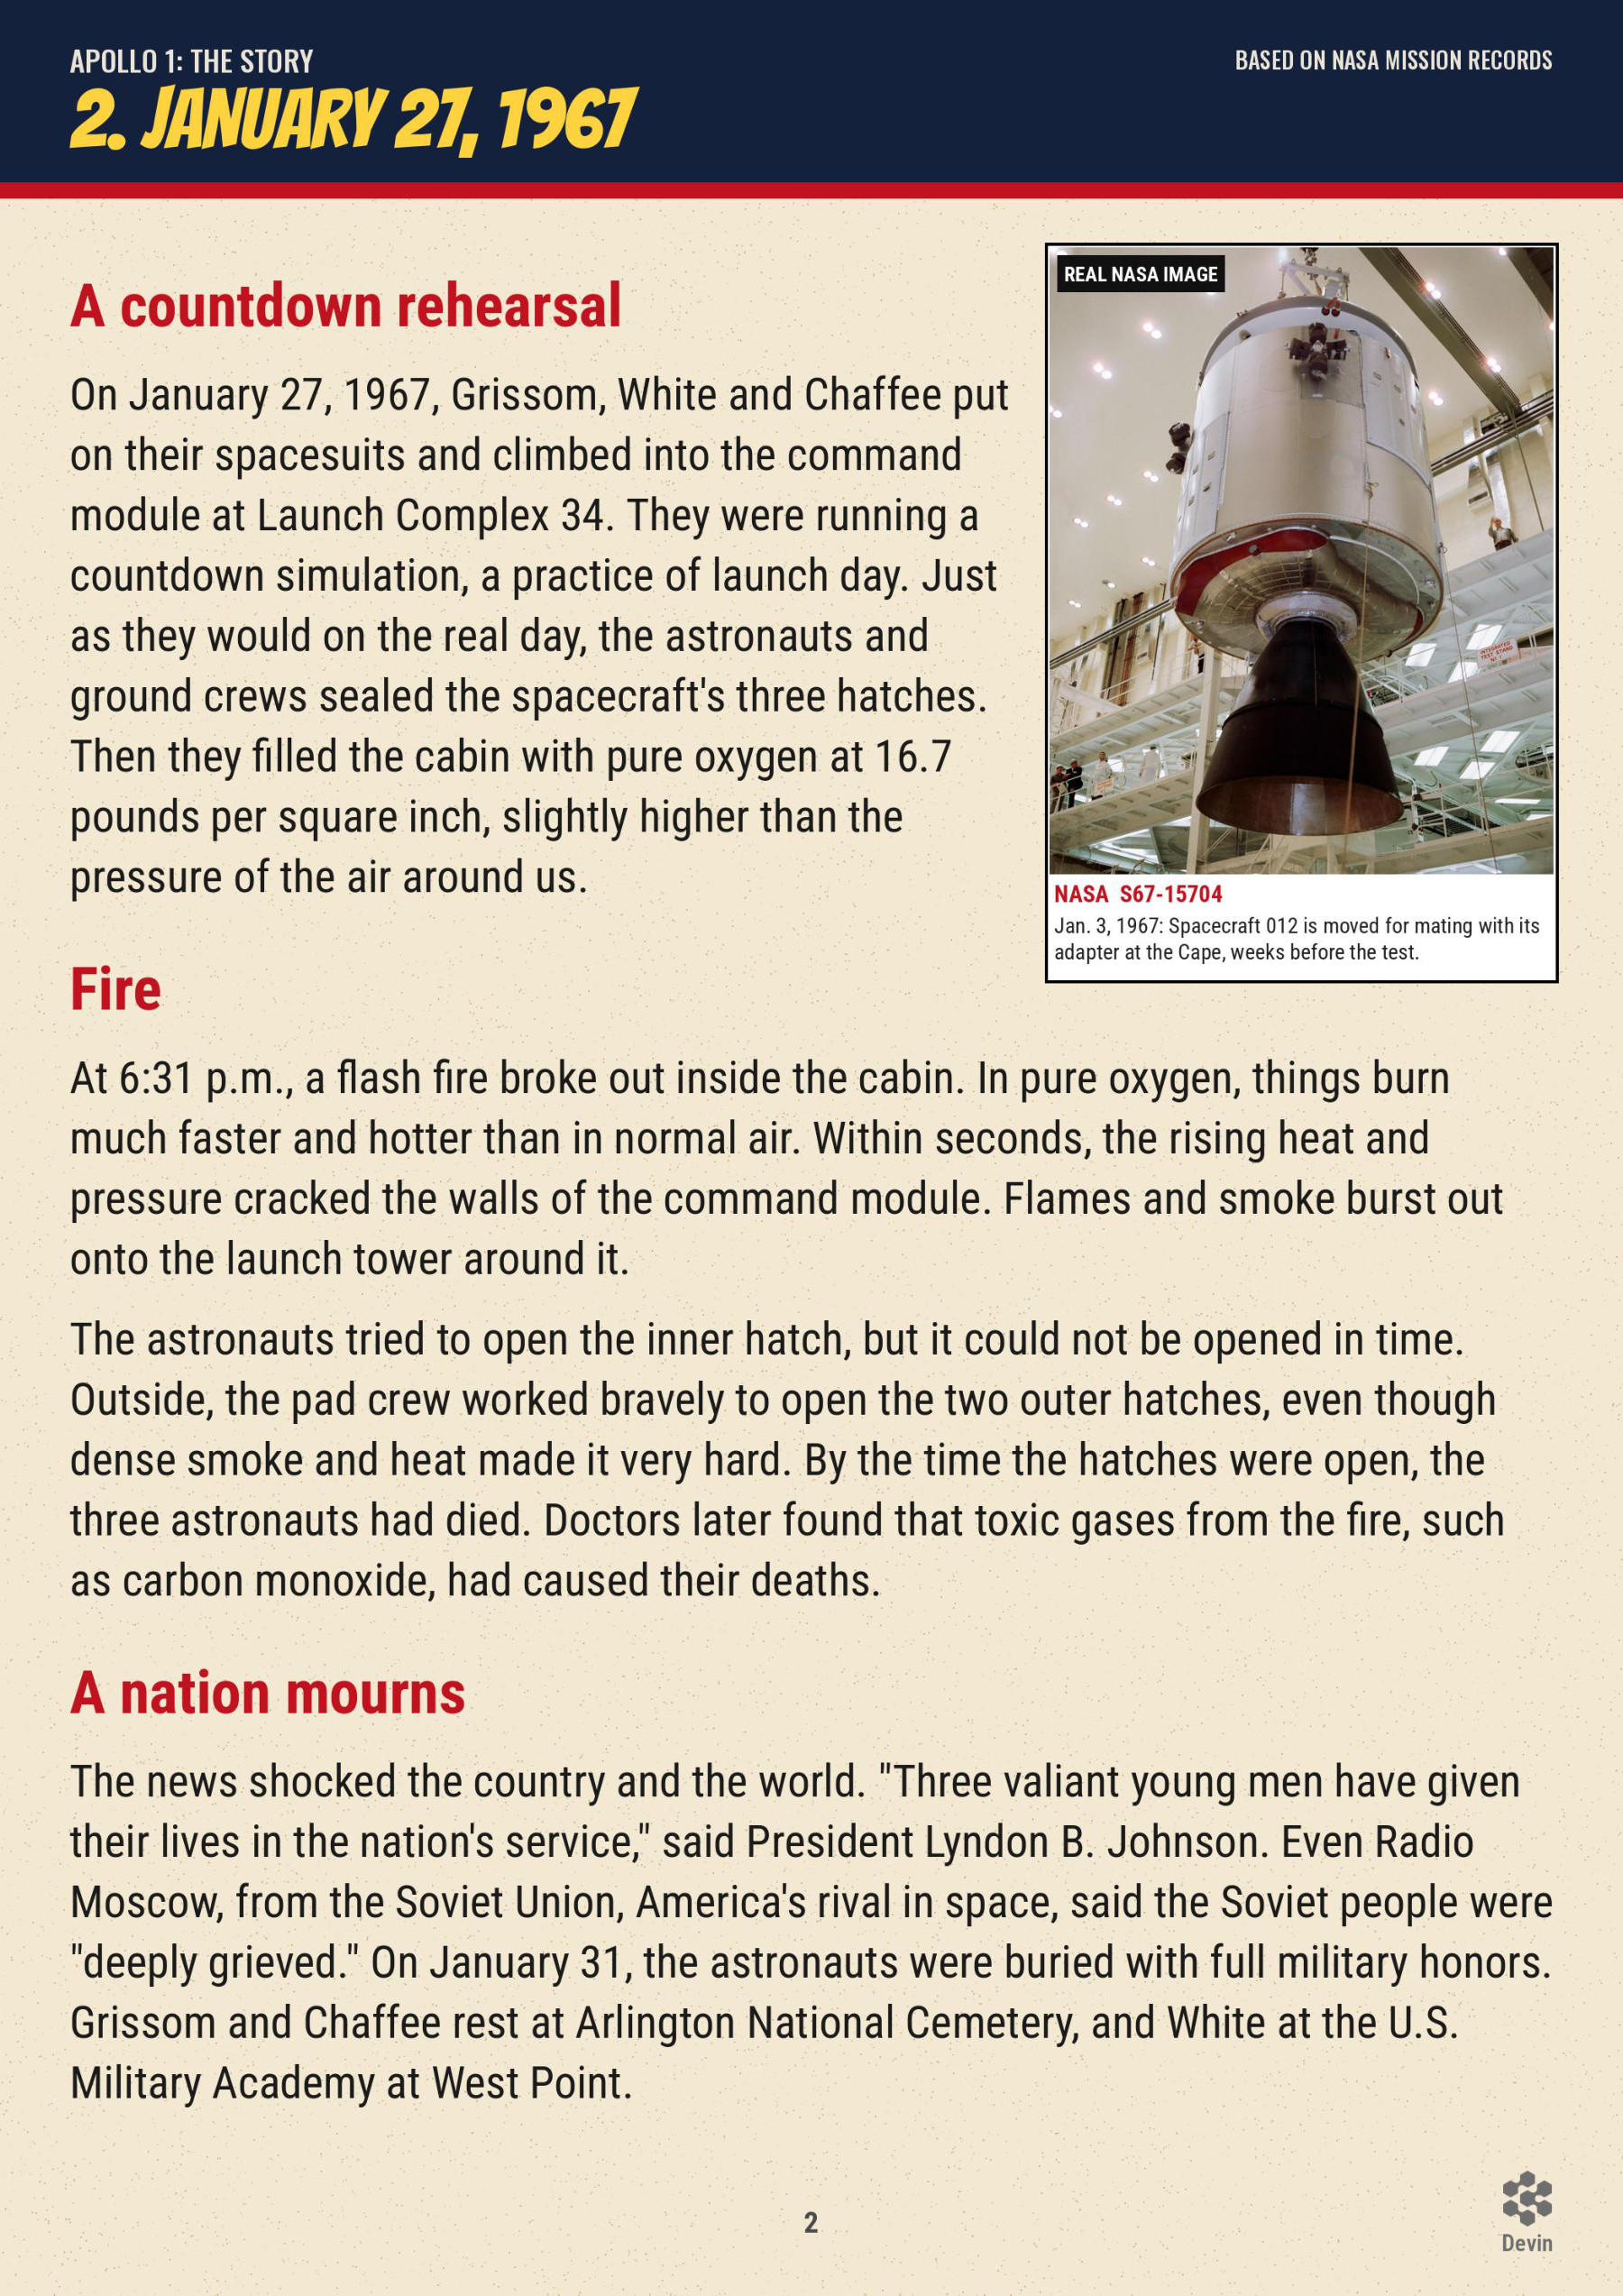 APOLLO 1: THE STORY
BASED ON NASA MISSION RECORDS
2. JANUARY 27, 1967
A countdown rehearsal
On January 27, 1967, Grissom, White and Chaffee put
on their spacesuits and climbed into the command
module at Launch Complex 34. They were running a
countdown simulation, a practice of launch day. Just
as they would on the real day, the astronauts and
ground crews sealed the spacecraft's three hatches.
Then they filled the cabin with pure oxygen at 16.7
pounds per square inch, slightly higher than the
pressure of the air around us.
REAL NASA IMAGE
INTEGRATED
TEST STAND
NASA S67-15704
Jan. 3, 1967: Spacecraft 012 is moved for mating with its
adapter at the Cape, weeks before the test.
Fire
At 6:31 p.m., a flash fire broke out inside the cabin. In pure oxygen, things burn
much faster and hotter than in normal air. Within seconds, the rising heat and
pressure cracked the walls of the command module. Flames and smoke burst out
onto the launch tower around it.
The astronauts tried to open the inner hatch, but it could not be opened in time.
Outside, the pad crew worked bravely to open the two outer hatches, even though
dense smoke and heat made it very hard. By the time the hatches were open, the
three astronauts had died. Doctors later found that toxic gases from the fire, such
as carbon monoxide, had caused their deaths.
A nation mourns
The news shocked the country and the world. "Three valiant young men have given
their lives in the nation's service," said President Lyndon B. Johnson. Even Radio
Moscow, from the Soviet Union, America's rival in space, said the Soviet people were
"deeply grieved." On January 31, the astronauts were buried with full military honors.
Grissom and Chaffee rest at Arlington National Cemetery, and White at the U.S.
Military Academy at West Point.
2
Devin